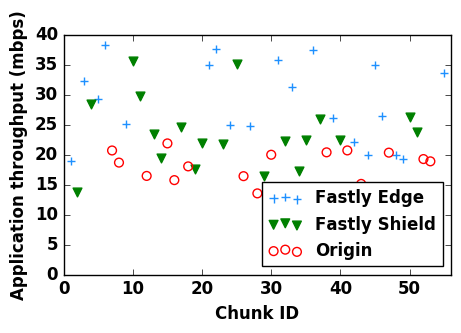 Application throughput (mbps)
40
35
30
25
20
15
10
5
0
Fastly Edge
Fastly Shield
Origin
0 10 20 30 40 50
Chunk ID